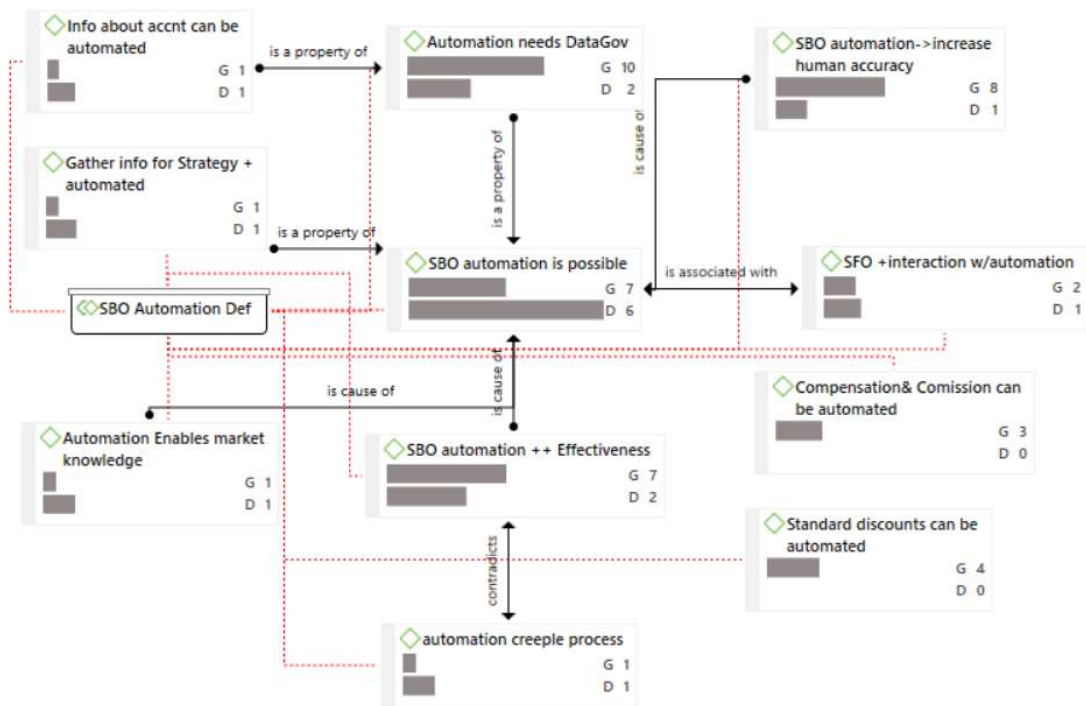 Info about accnt can be
automated
G 1
D 1
is a property of
Automation needs DataGov
G 10
D 2
SBO automation->increase
human accuracy
G 8
D 1
is cause of
Gather info for Strategy +
automated
G 1
D 1
is a property of
is a property of
SBO automation is possible
G 7
D 6
is associated with
SFO +interaction w/automation
G 2
D 1
SBO Automation Def
is cause of
is cause of
Compensation& Comission can
be automated
G 3
D 0
Automation Enables market
knowledge
G 1
D 1
SBO automation ++ Effectiveness
G 7
D 2
contradicts
Standard discounts can be
automated
G 4
D 0
automation creeple process
G 1
D 1